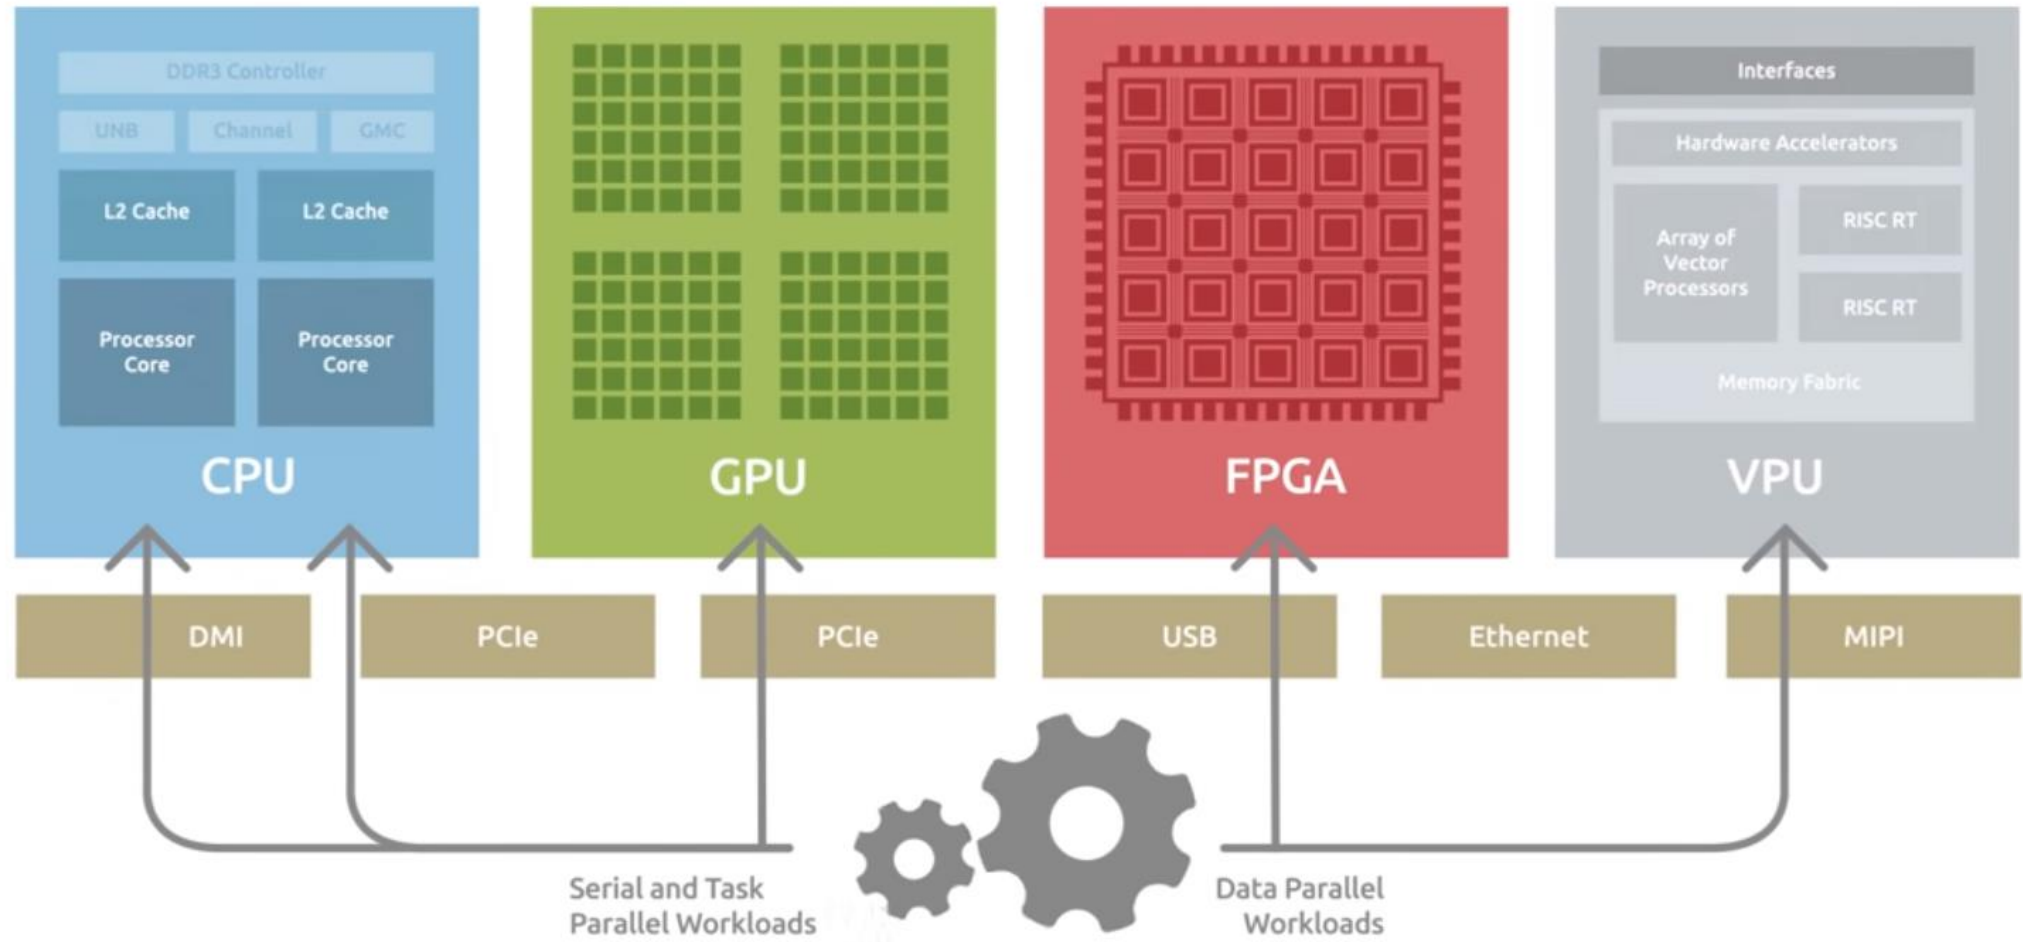 DDR3 Controller
UNB
Channel
GMC
L2 Cache
L2 Cache
Processor
Core
Processor
Core
CPU
GPU
FPGA
Interfaces
Hardware Accelerators
Array of
Vector
Processors
RISC RT
RISC RT
Memory Fabric
VPU
DMI
PCIe
PCIe
USB
Ethernet
MIPI
Serial and Task
Parallel Workloads
Data Parallel
Workloads